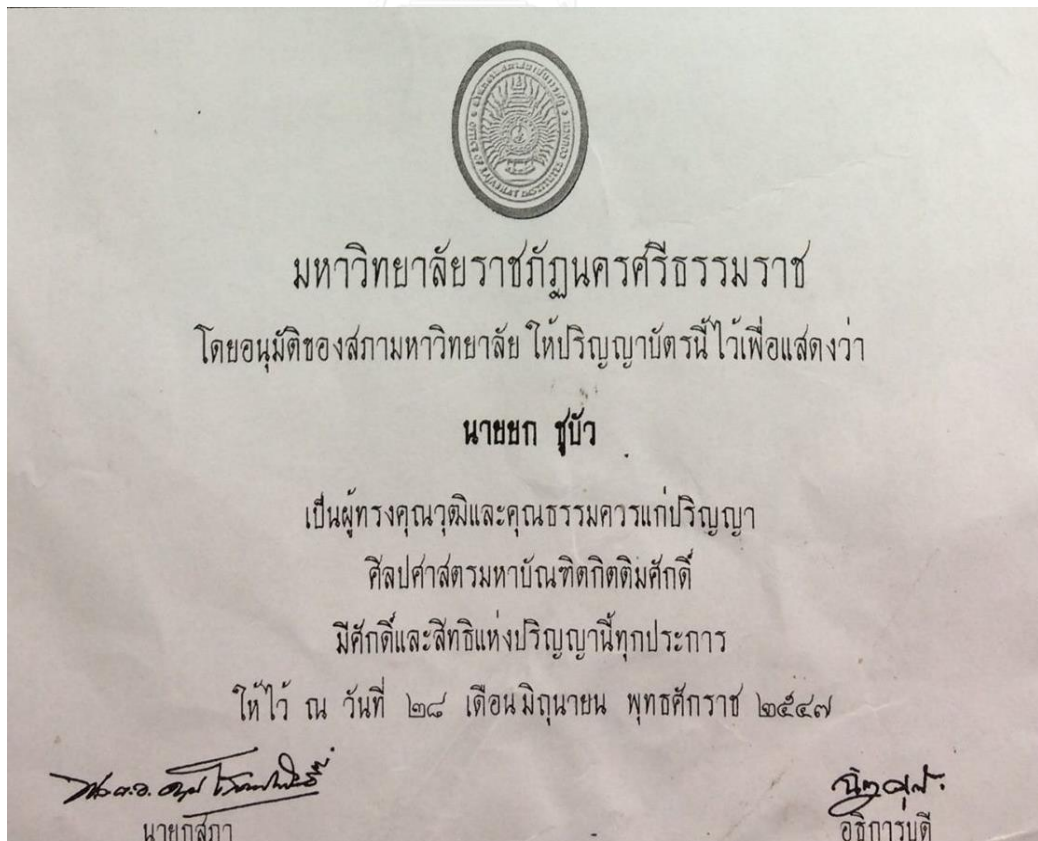 มหาวิทยาลัยราชภัฏนครศรีธรรมราช
โดยอนุมัติของสภามหาวิทยาลัย ให้ปริญญาบัตรนี้ไว้เพื่อแสดงว่า
นายยก ชูบัว
เป็นผู้ทรงคุณวุฒิและคุณธรรมควรแก่ปริญญา
ศิลปศาสตรมหาบัณฑิตกิตติมศักดิ์
มีศักดิ์และสิทธิแห่งปริญญานี้ทุกประการ
ให้ไว้ ณ วันที่ ๒๘ เดือนมิถุนายน พุทธศักราช ๒๕๔๗
นายกสภา
อธิการบดี